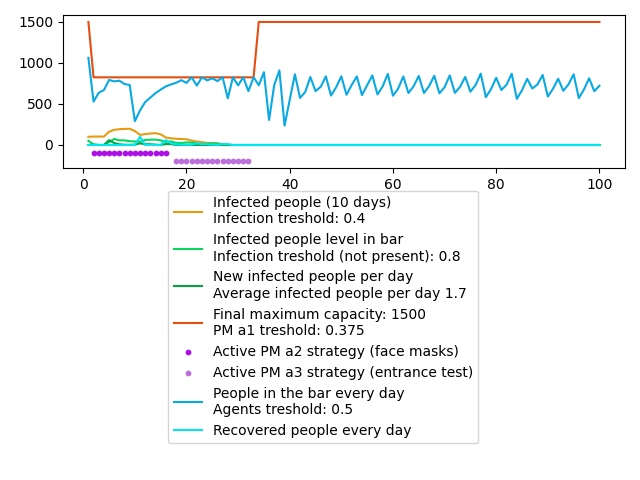 1500
1000
500
0
0
20
40
60
80
100
Infected people (10 days)
Infection treshold: 0.4
Infected people level in bar
Infection treshold (not present): 0.8
New infected people per day
Average infected people per day 1.7
Final maximum capacity: 1500
PM a1 treshold: 0.375
Active PM a2 strategy (face masks)
Active PM a3 strategy (entrance test)
People in the bar every day
Agents treshold: 0.5
Recovered people every day